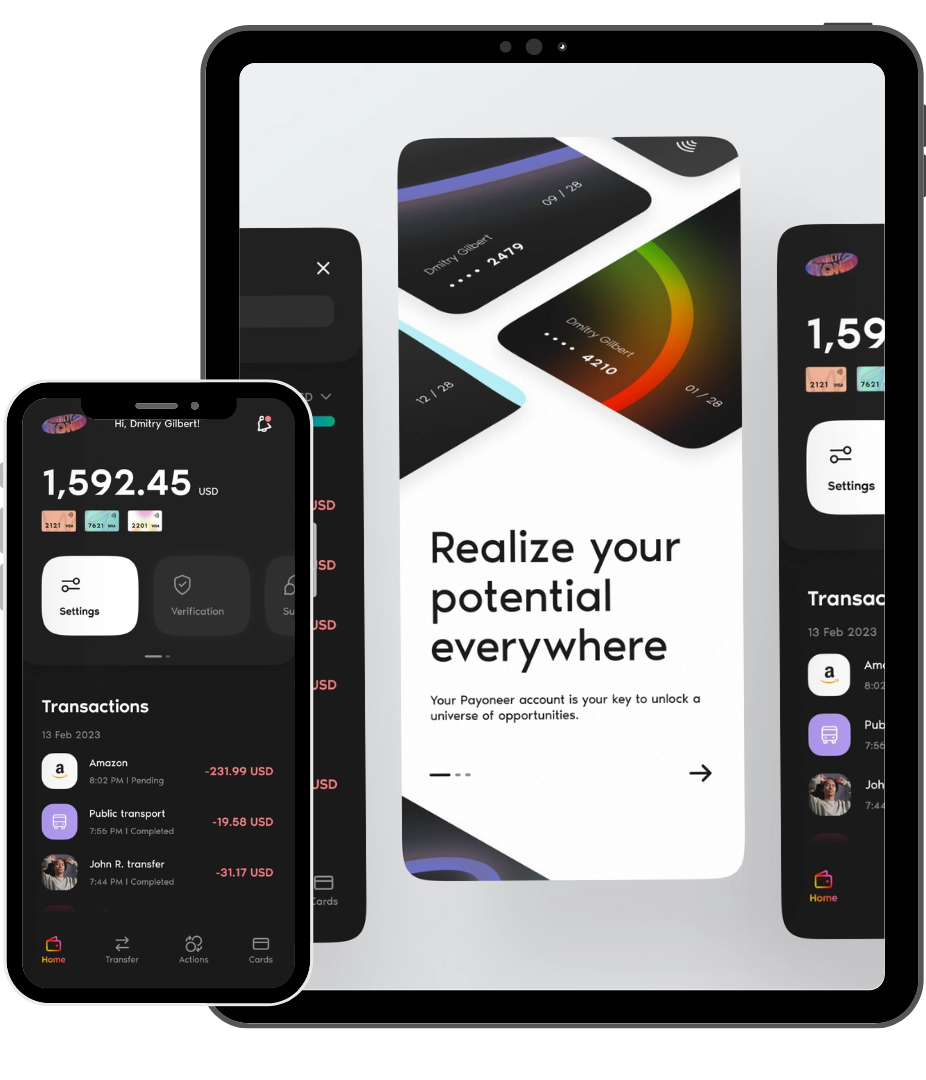 09 / 28
Dmitry Gilbert
•••• 2479
Dmitry Gilbert
•••• 4210
01 / 28
12 / 28
Realize your
potential
everywhere
Your Payoneer account is your key to unlock a
universe of opportunities.
USD
USD
USD
USD
USD
Cards
1,59
2121
7621
Settings
Transac
13 Feb 2023
8:02
Pub
7:56
Joh
7:44
Home
Hi, Dmitry Gilbert!
1,592.45 USD
2121 VISA
7621 VISA
2201 VISA
Settings
Verification
Su
Transactions
13 Feb 2023
Amazon
8:02 PM | Pending
-231.99 USD
Public transport
7:56 PM | Completed
-19.58 USD
John R. transfer
7:44 PM | Completed
-31.17 USD
Home
Transfer
Actions
Cards